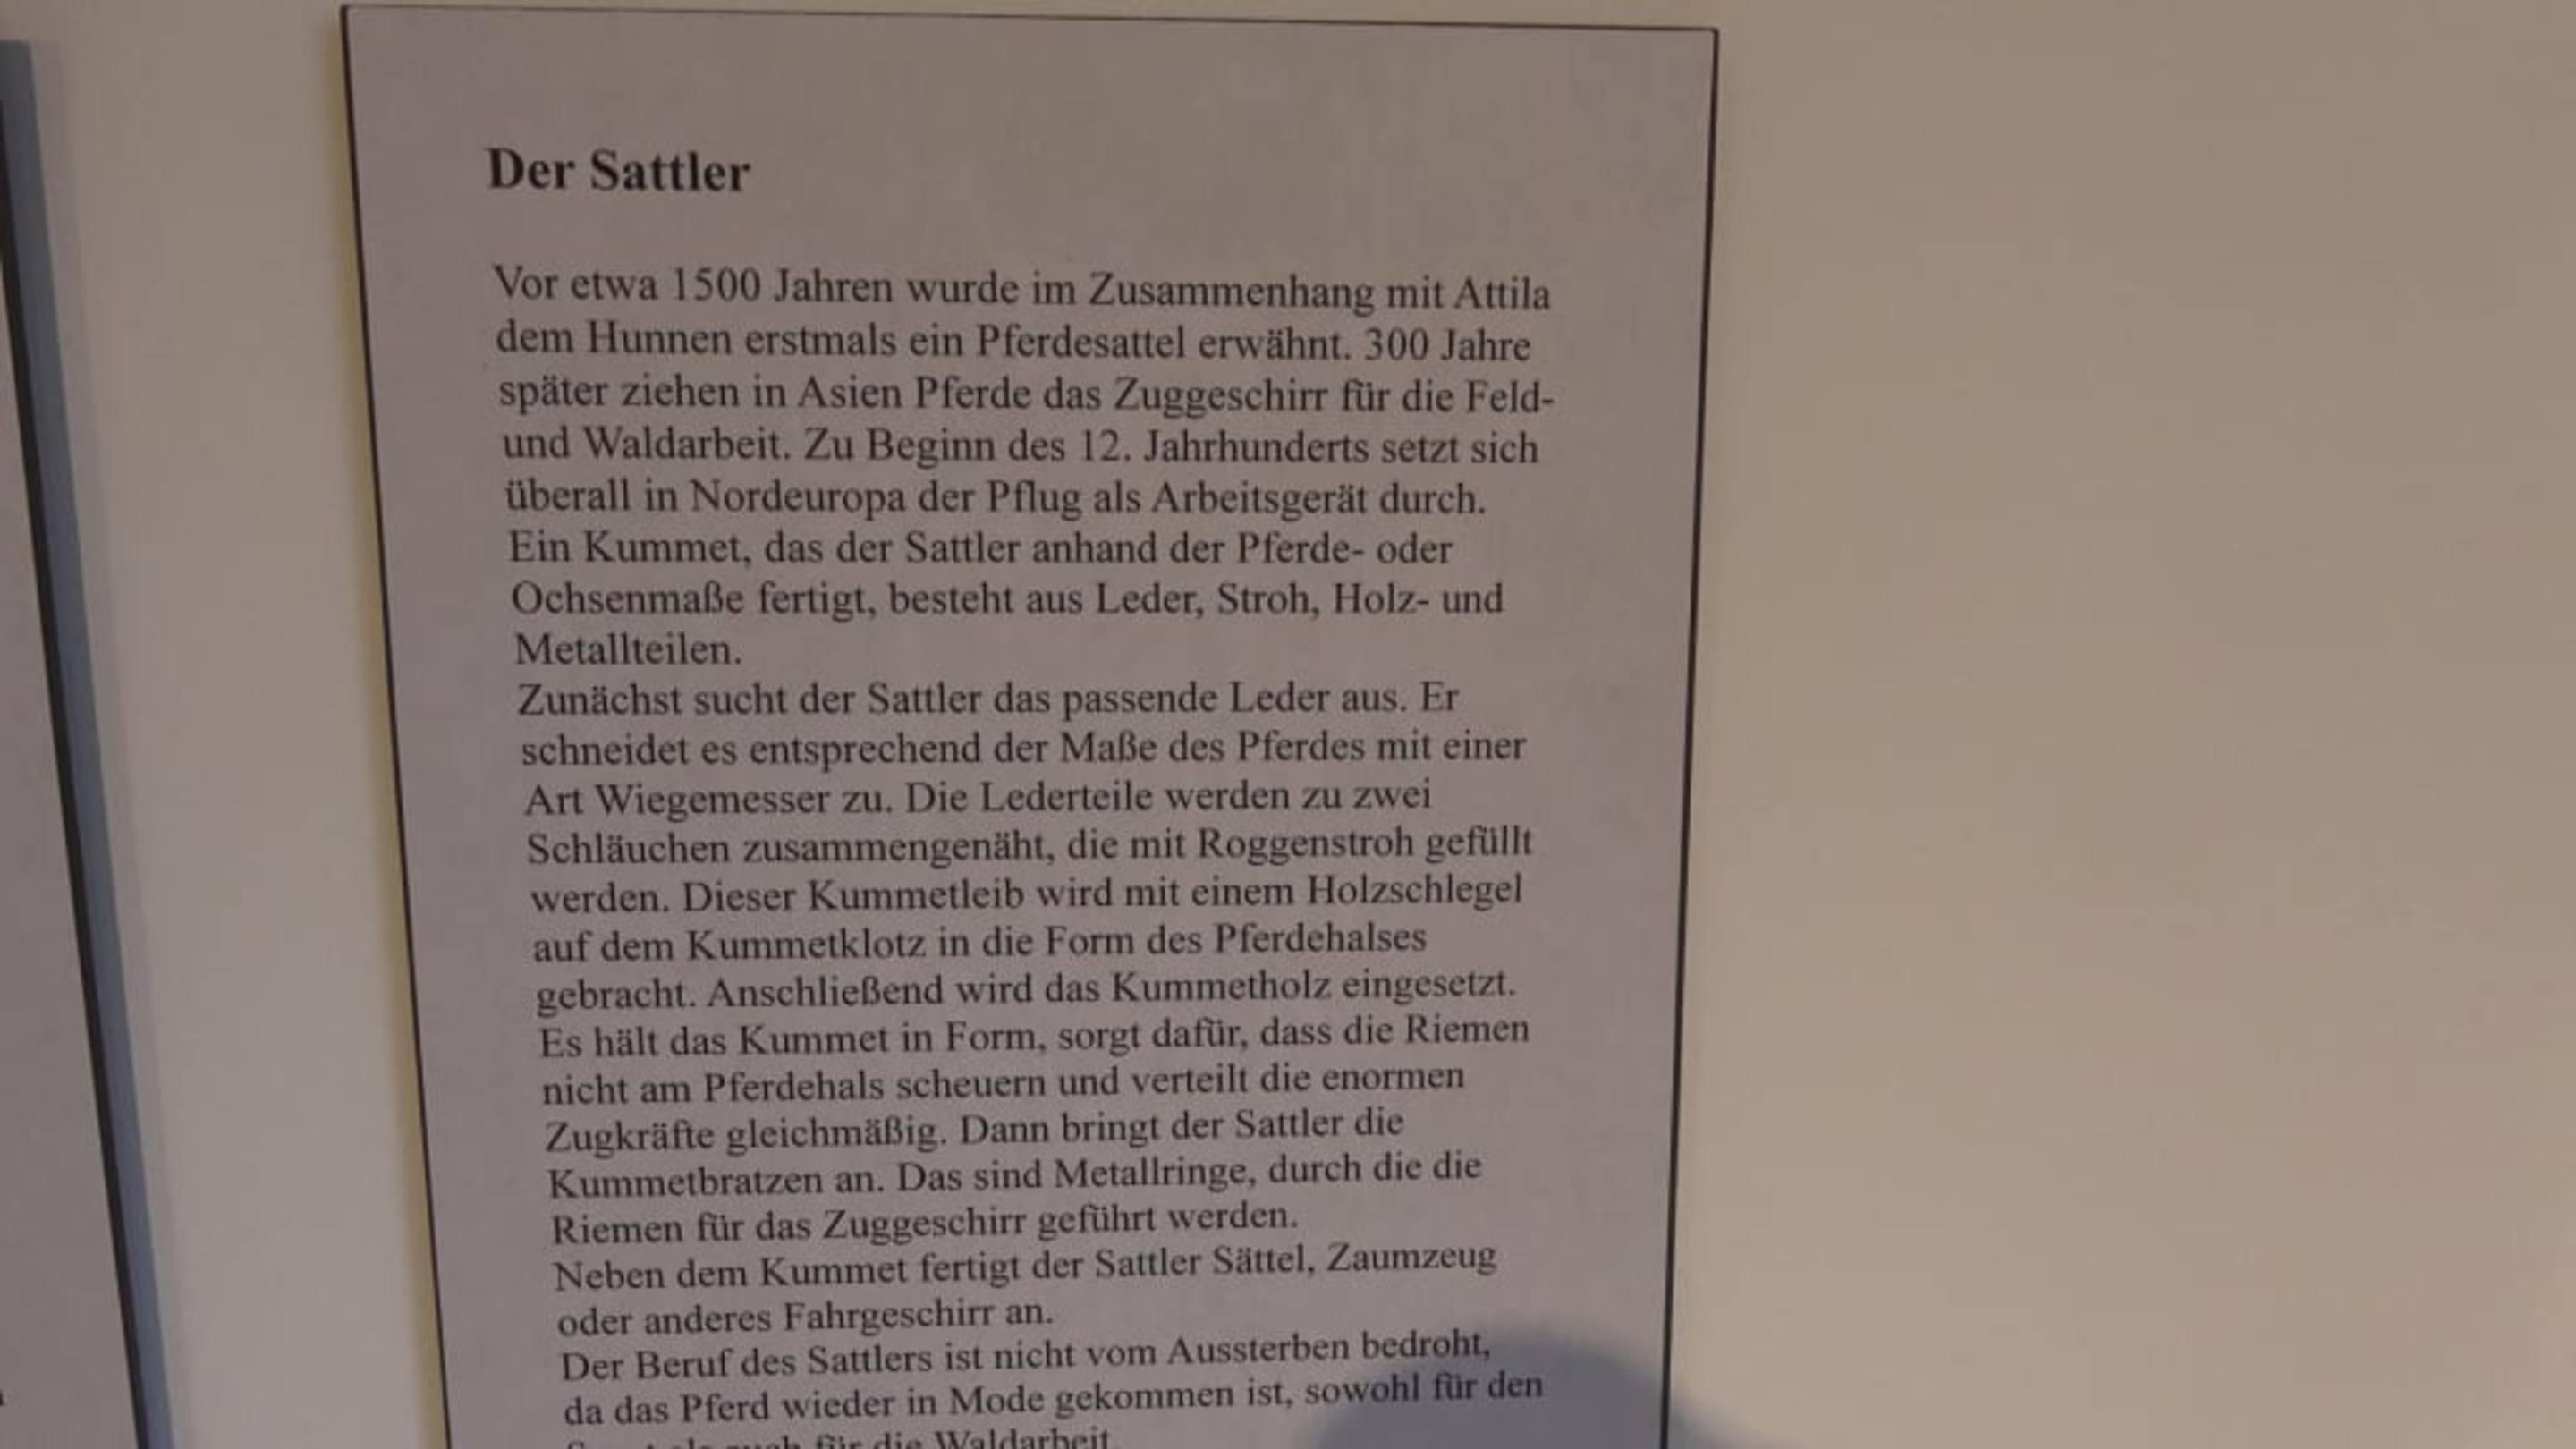 Der Sattler
Vor etwa 1500 Jahren wurde im Zusammenhang mit Attila
dem Hunnen erstmals ein Pferdesattel erwähnt. 300 Jahre
später ziehen in Asien Pferde das Zuggeschirr für die Feld-
und Waldarbeit. Zu Beginn des 12. Jahrhunderts setzt sich
überall in Nordeuropa der Pflug als Arbeitsgerät durch.
Ein Kummet, das der Sattler anhand der Pferde- oder
Ochsenmaße fertigt, besteht aus Leder, Stroh, Holz- und
Metallteilen.
Zunächst sucht der Sattler das passende Leder aus. Er
schneidet es entsprechend der Maße des Pferdes mit einer
Art Wiegemesser zu. Die Lederteile werden zu zwei
Schläuchen zusammengenäht, die mit Roggenstroh gefüllt
werden. Dieser Kummetleib wird mit einem Holzschlegel
auf dem Kummetklotz in die Form des Pferdehalses
gebracht. Anschließend wird das Kummetholz eingesetzt.
Es hält das Kummet in Form, sorgt dafür, dass die Riemen
nicht am Pferdehals scheuern und verteilt die enormen
Zugkräfte gleichmäßig. Dann bringt der Sattler die
Kummetbratzen an. Das sind Metallringe, durch die die
Riemen für das Zuggeschirr geführt werden.
Neben dem Kummet fertigt der Sattler Sättel, Zaumzeug
oder anderes Fahrgeschirr an.
Der Beruf des Sattlers ist nicht vom Aussterben bedroht,
da das Pferd wieder in Mode gekommen ist, sowohl für den
für die Waldarbeit.